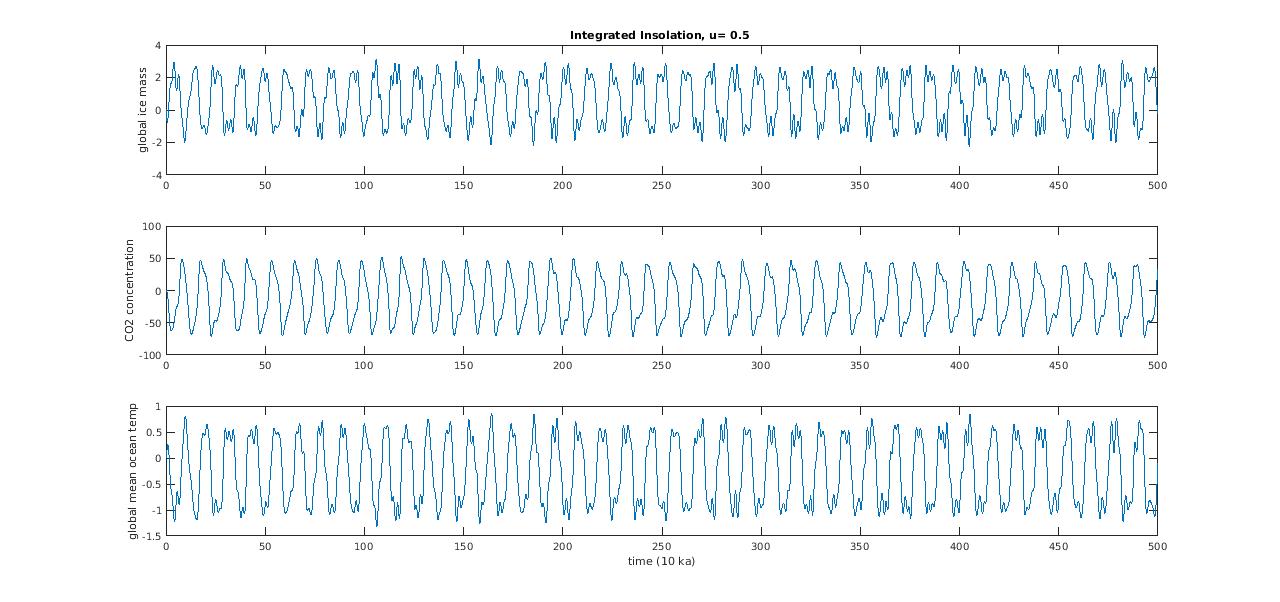 Integrated Insolation, u= 0.5
4
2
0
-2
-4
global ice mass
0 50 100 150 200 250 300 350 400 450 500
100
50
0
-50
-100
CO2 concentration
0 50 100 150 200 250 300 350 400 450 500
1
0.5
0
-0.5
-1
-1.5
global mean ocean temp
0 50 100 150 200 250 300 350 400 450 500
time (10 ka)